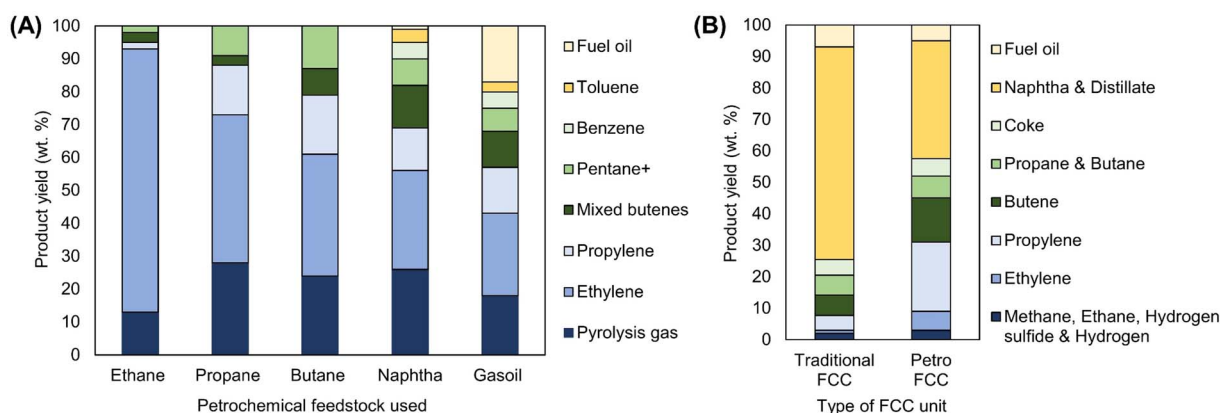 (A)
Product yield (wt. %)
100
90
80
70
60
50
40
30
20
10
0
Ethane Propane Butane Naphtha Gasoil
Petrochemical feedstock used
Fuel oil
Toluene
Benzene
Pentane+
Mixed butenes
Propylene
Ethylene
Pyrolysis gas
(B)
Product yield (wt. %)
100
90
80
70
60
50
40
30
20
10
0
Traditional Petro
FCC FCC
Type of FCC unit
Fuel oil
Naphtha & Distillate
Coke
Propane & Butane
Butene
Propylene
Ethylene
Methane, Ethane, Hydrogen
sulfide & Hydrogen